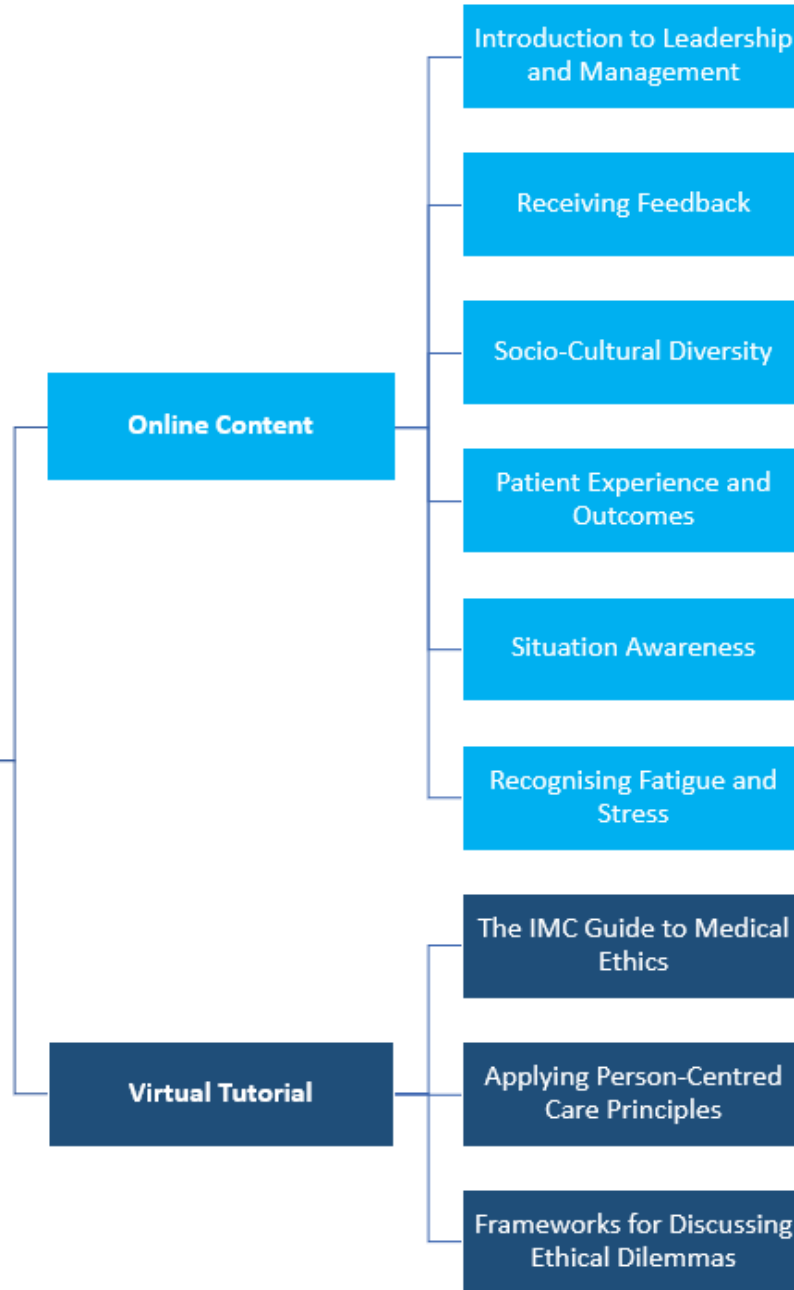 Introduction to Leadership
and Management
Receiving Feedback
Socio-Cultural Diversity
Online Content
Patient Experience and
Outcomes
Situation Awareness
Recognising Fatigue and
Stress
The IMC Guide to Medical
Ethics
Virtual Tutorial
Applying Person-Centred
Care Principles
Frameworks for Discussing
Ethical Dilemmas